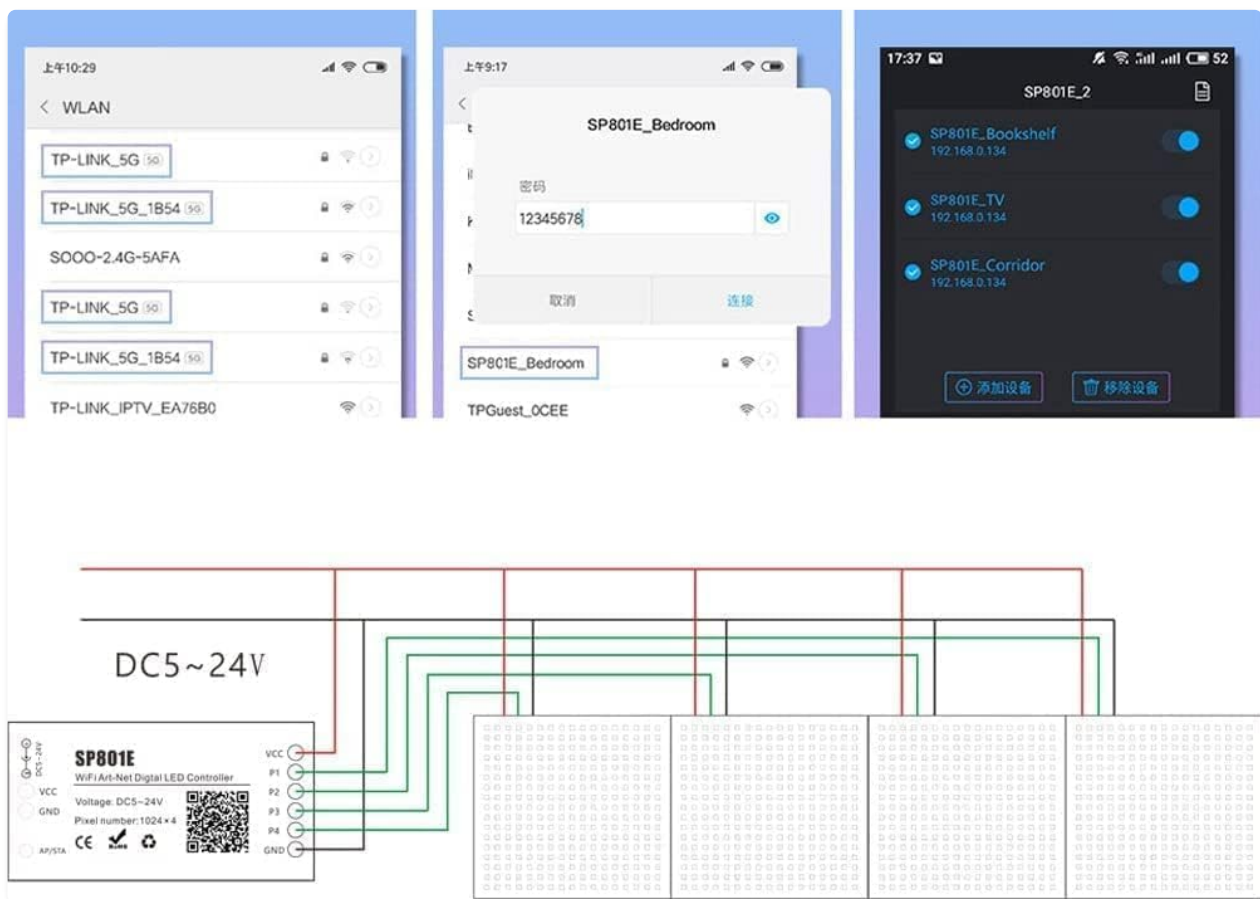 上午10:29
WLAN
TP-LINK_5G 5G
TP-LINK_5G_1B54 5G
SOOO-2.4G-5AFA
TP-LINK_5G 5G
TP-LINK_5G_1B54 5G
TP-LINK_IPTV_EA76B0
上午9:17
SP801E_Bedroom
密码
12345678
取消
连接
SP801E_Bedroom
TPGuest_0CEE
17:37
52
SP801E_2
SP801E_Bookshelf
192.168.0.134
SP801E_TV
192.168.0.134
SP801E_Corridor
192.168.0.134
添加设备
移除设备
DC5~24V
DC5~24V
VCC
GND
AP/STA
SP801E
WiFi Art-Net Digtal LED Controller
Voltage: DC5~24V
Pixel number:1024×4
CE
RoHS
VCC
P1
P2
P3
P4
GND